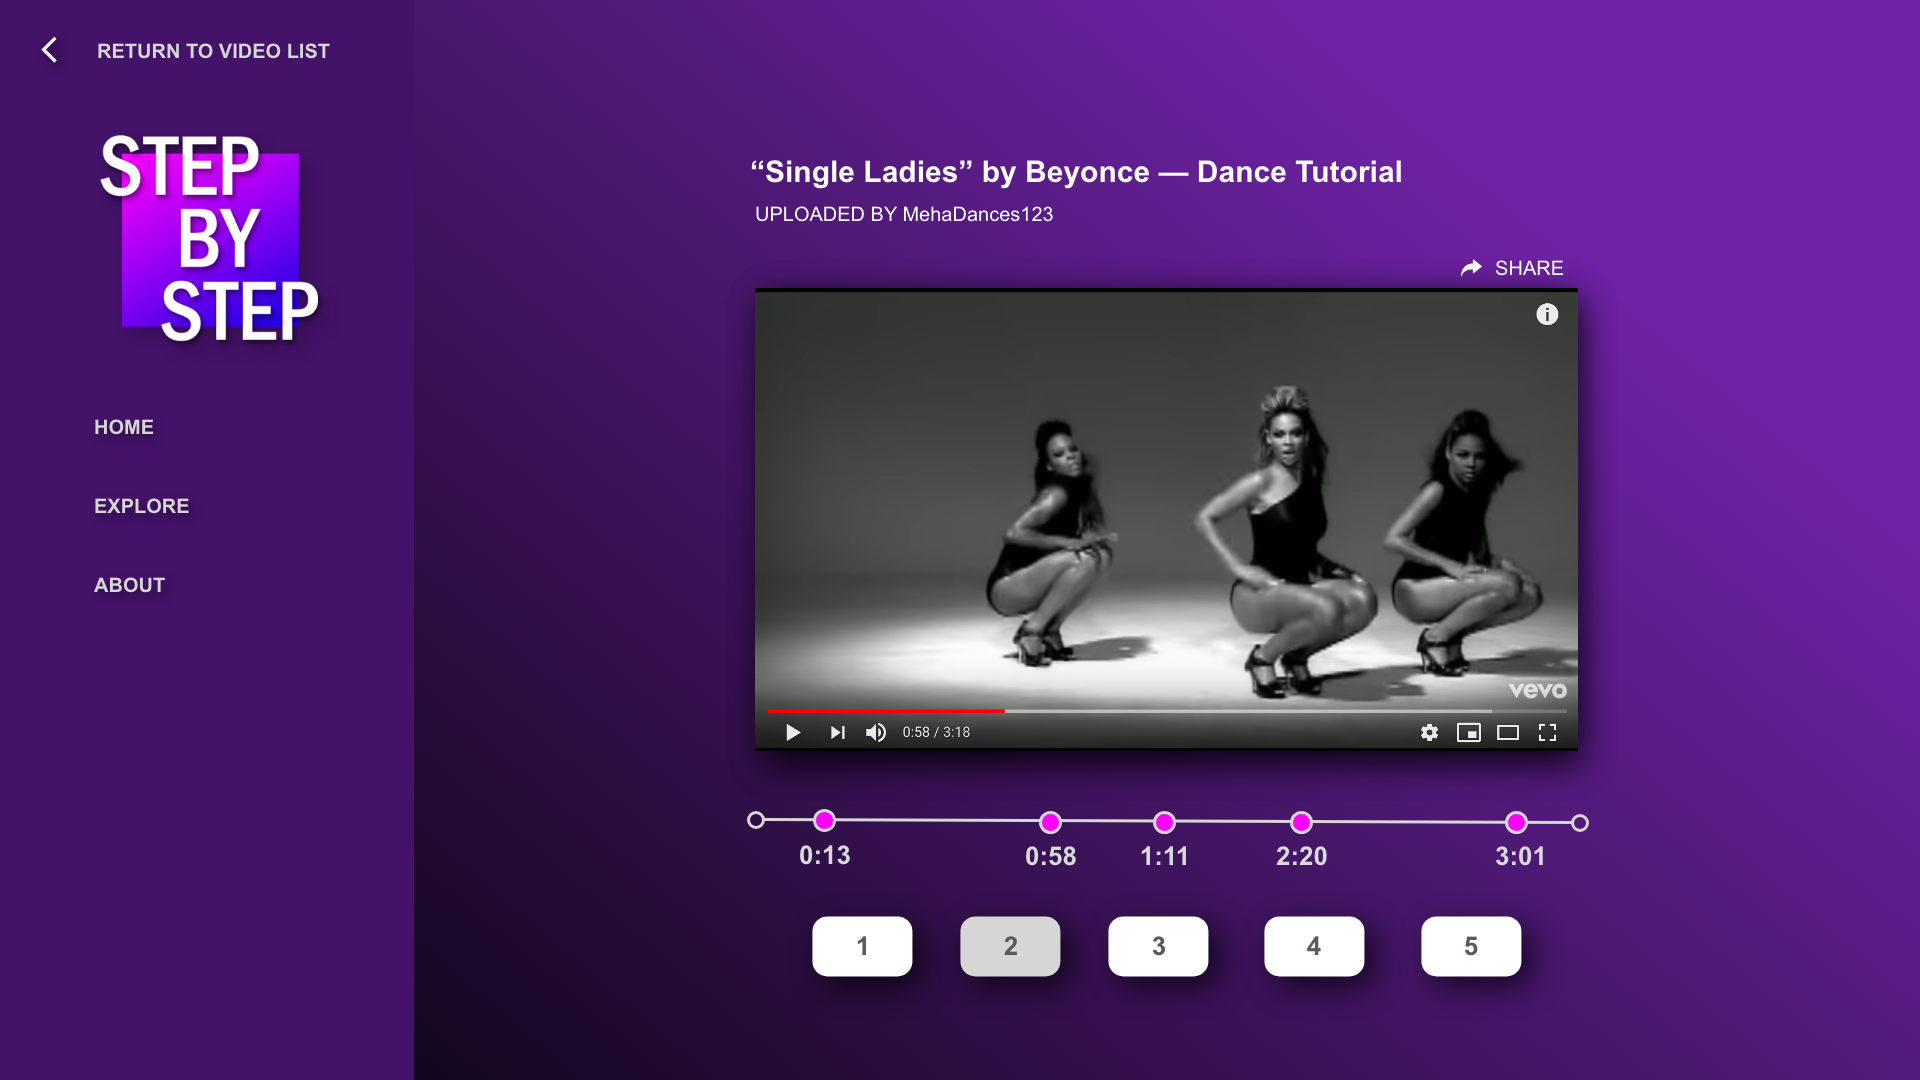 RETURN TO VIDEO LIST
STEP
BY
STEP
HOME
EXPLORE
ABOUT
“Single Ladies” by Beyonce — Dance Tutorial
UPLOADED BY MehaDances123
SHARE
i
vevo
0:58 / 3:18
0:13 0:58 1:11 2:20 3:01
1 2 3 4 5